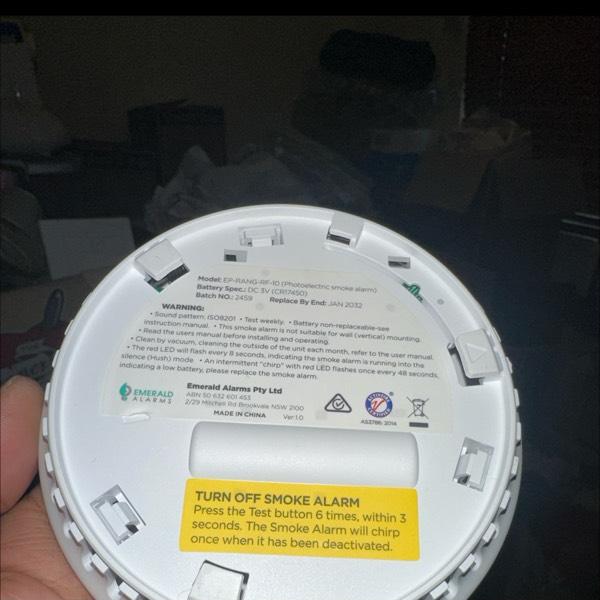 Model: EP-RANG-RF-ID (Photoelectric smoke alarm)
Battery Spec.: DC 3V (CR17450)
Batch NO.: 2459 Replace By End: JAN 2032
WARNING:
• Sound pattern: ISO8201 • Test weekly. • Battery non-replaceable-see
instruction manual. • This smoke alarm is not suitable for wall (vertical) mounting.
• Read the users manual before installing and operating.
• Clean by vacuum, cleaning the outside of the unit each month, refer to the user manual.
• The red LED will flash every 8 seconds, indicating the smoke alarm is running into the
silence (Hush) mode • An intermittent "chirp" with red LED flashes once every 48 seconds,
indicating a low battery, please replace the smoke alarm.
EMERALD
ALARMS
Emerald Alarms Pty Ltd
ABN 50 632 601 453
2/29 Mitchell Rd Brookvale NSW 2100
MADE IN CHINA Ver:1.0
AS3786: 2014
TURN OFF SMOKE ALARM
Press the Test button 6 times, within 3
seconds. The Smoke Alarm will chirp
once when it has been deactivated.